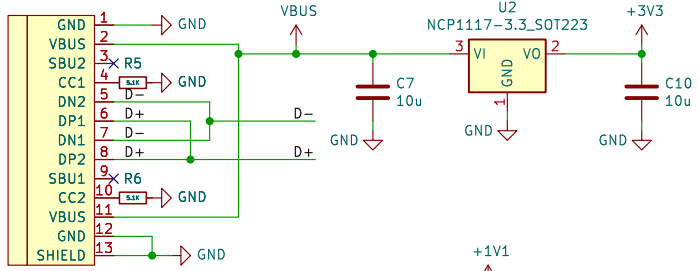 U2
VBUS
NCP1117-3.3_SOT223
+3V3
GND 1 GND
VBUS 2
3 VI VO 2
SBU2 3 R5
CC1 4 5.1K GND
GND
C7
10u
C10
10u
DN2 5 D-
1
DP1 6 D+ D-
GND
DN1 7 D-
GND
GND
DP2 8 D+ D+
SBU1 9 R6
CC2 10 5.1K GND
VBUS 11
GND 12
SHIELD 13 GND
+1V1